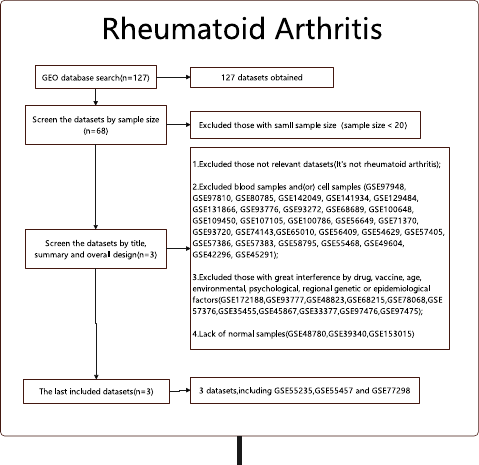 Rheumatoid Arthritis
GEO database search(n=127)
127 datasets obtained
Screen the datasets by sample size
(n=68)
Excluded those with samll sample size (sample size < 20)
1.Excluded those not relevant datasets(It's not rheumatoid arthritis);
2.Excluded blood samples and(or) cell samples (GSE97948,
GSE97810, GSE80785, GSE142049, GSE141934, GSE129484,
GSE131866, GSE93776, GSE93272, GSE68689, GSE100648,
GSE109450, GSE107105, GSE100786, GSE56649, GSE71370,
GSE93720, GSE74143,GSE65010, GSE56409, GSE54629, GSE57405,
GSE57386, GSE57383, GSE58795, GSE55468, GSE49604,
GSE42296, GSE45291);
Screen the datasets by title,
summary and overall design(n=3)
3.Excluded those with great interference by drug, vaccine, age,
environmental, psychological, regional genetic or epidemiological
factors(GSE172188,GSE93777,GSE48823,GSE68215,GSE78068,GSE
57376,GSE35455,GSE45867,GSE33377,GSE97476,GSE97475);
4.Lack of normal samples(GSE48780,GSE39340,GSE153015)
The last included datasets(n=3)
3 datasets,including GSE55235,GSE55457 and GSE77298